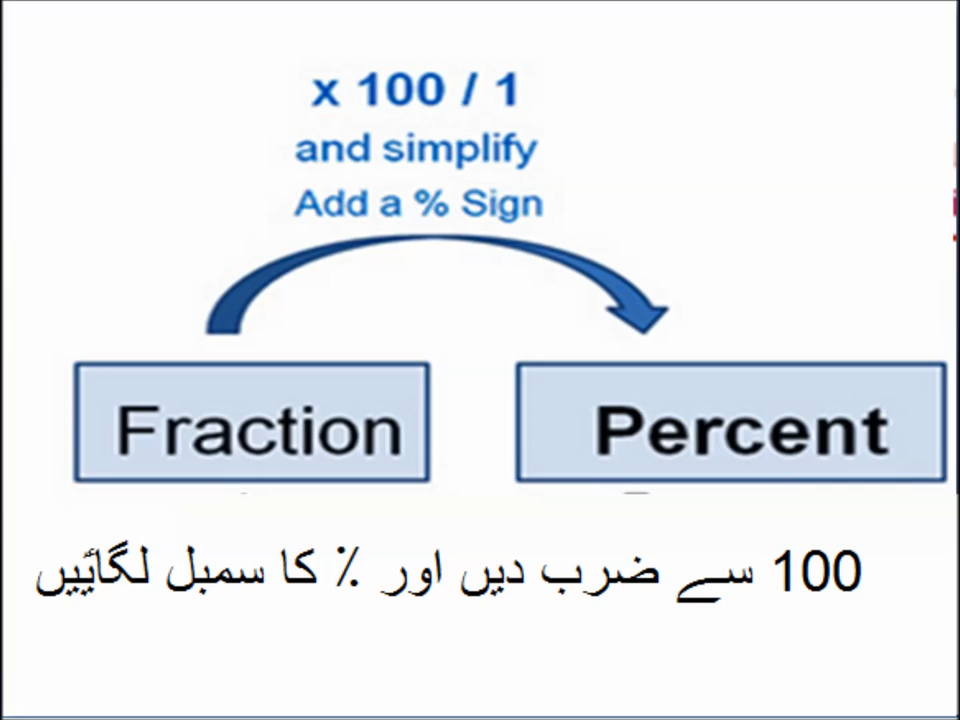 x 100 / 1
and simplify
Add a % Sign
Fraction
Percent
100 سے ضرب دیں اور ٪ کا سمبل لگائیں